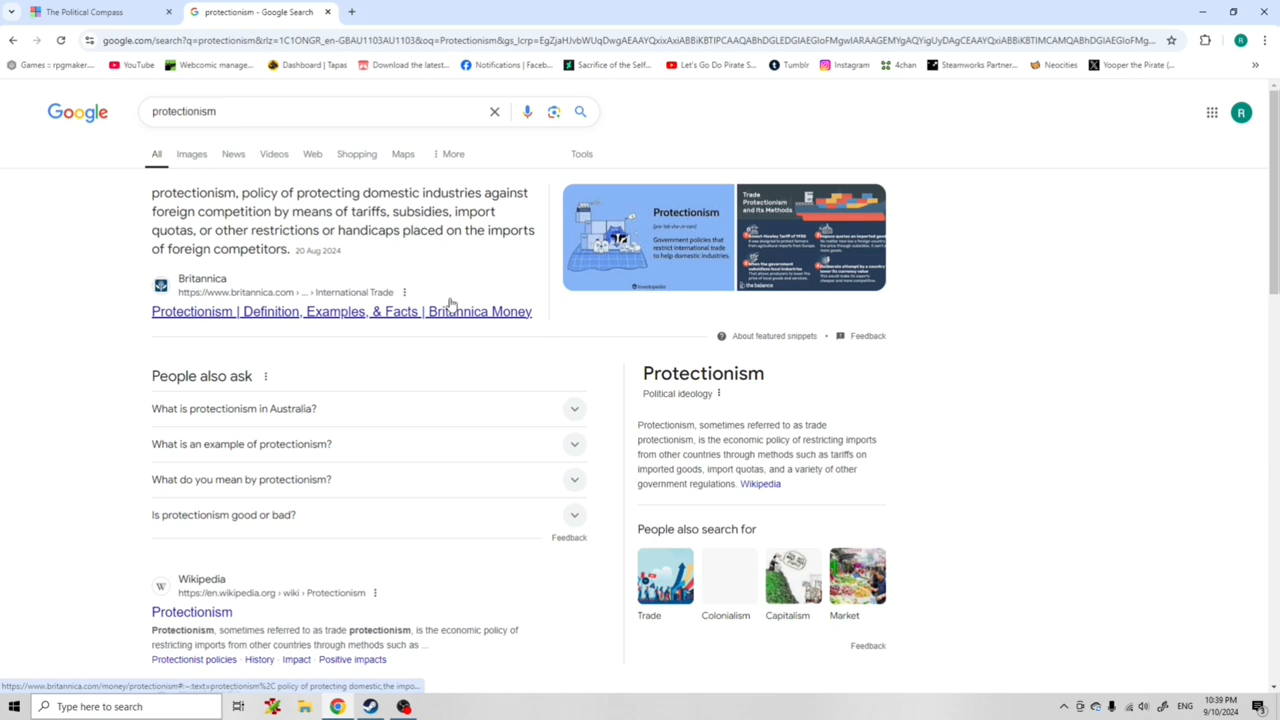 The Political Compass
protectionism - Google Search
google.com/search?q=protectionism&rlz=1C1ONGR_en-GBAU1103AU1103&oq=Protectionism&gs_lcrp=
Games :: rpgmaker....
YouTube
Webcomic manage...
Dashboard | Tapas
Download the latest...
Notifications | Faceb...
Sacrifice of the Self...
Let's Go Do Pirate S...
Tumblr
Instagram
4chan
Steamworks Partner...
Neocities
Yooper the Pirate (...
Google
protectionism
R
All
Images
News
Videos
Web
Shopping
Maps
More
Tools
protectionism, policy of protecting domestic industries against
foreign competition by means of tariffs, subsidies, import
quotas, or other restrictions or handicaps placed on the imports
of foreign competitors. 20 Aug 2024
Britannica
https://www.britannica.com › ... › International Trade
Protectionism | Definition, Examples, & Facts | Britannica Money
Protectionism
Government policies that
restrict international trade
to help domestic industries.
Investopedia
Trade
Protectionism
and Its Methods
the balance
About featured snippets
Feedback
People also ask
What is protectionism in Australia?
What is an example of protectionism?
What do you mean by protectionism?
Is protectionism good or bad?
Feedback
Wikipedia
https://en.wikipedia.org › wiki › Protectionism
Protectionism
Protectionism, sometimes referred to as trade protectionism, is the economic policy of
restricting imports from other countries through methods such as ...
Protectionist policies · History · Impact · Positive impacts
Protectionism
Political ideology
Protectionism, sometimes referred to as trade
protectionism, is the economic policy of restricting imports
from other countries through methods such as tariffs on
imported goods, import quotas, and a variety of other
government regulations. Wikipedia
People also search for
Trade
Colonialism
Capitalism
Market
Feedback
https://www.britannica.com/money/protectionism#:~:text=protectionism%2C policy of protecting domestic,the impo...
Type here to search
ENG
10:39 PM
9/10/2024